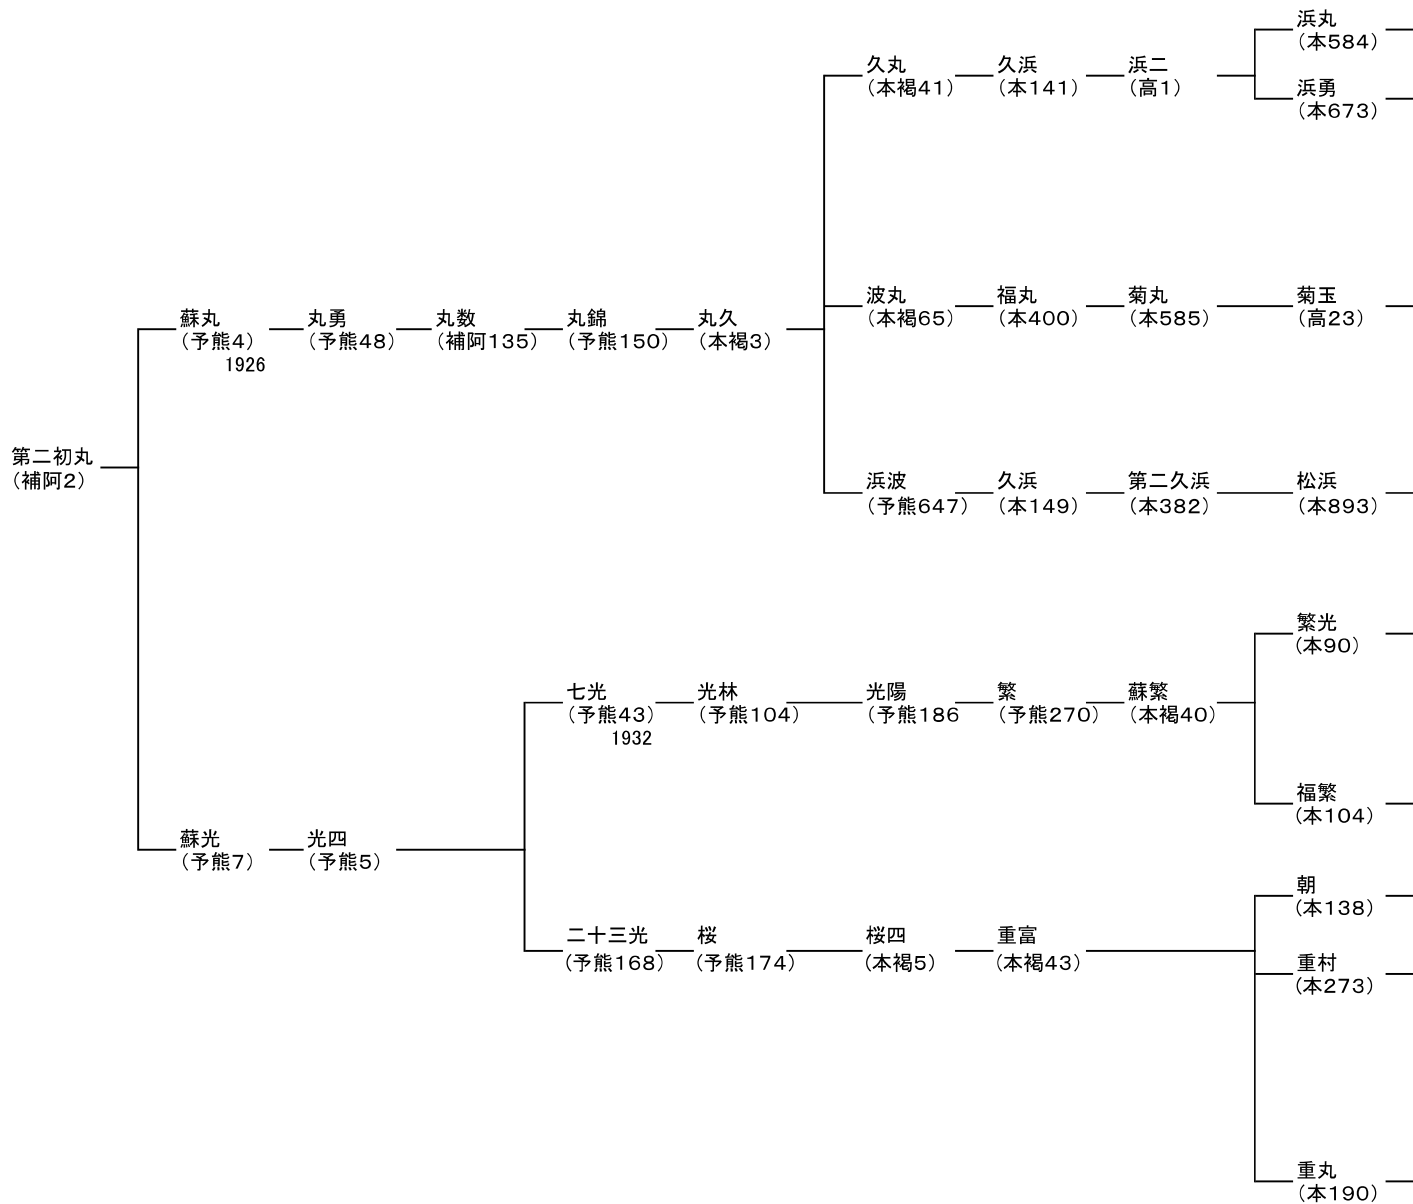 浜丸
（本584）
久丸
（本褐41）
久浜
（本141）
浜二
（高1）
浜勇
（本673）
波丸
（本褐65）
福丸
（本400）
菊丸
（本585）
菊玉
（高23）
蘇丸
（予熊4）
1926
丸勇
（予熊48）
丸数
（補阿135）
丸錦
（予熊150）
丸久
（本褐3）
第二初丸
（補阿2）
浜波
（予熊647）
久浜
（本149）
第二久浜
（本382）
松浜
（本893）
繁光
（本90）
七光
（予熊43）
1932
光林
（予熊104）
光陽
（予熊186
繁
（予熊270）
蘇繁
（本褐40）
福繁
（本104）
蘇光
（予熊7）
光四
（予熊5）
朝
（本138）
二十三光
（予熊168）
桜
（予熊174）
桜四
（本褐5）
重富
（本褐43）
重村
（本273）
重丸
（本190）